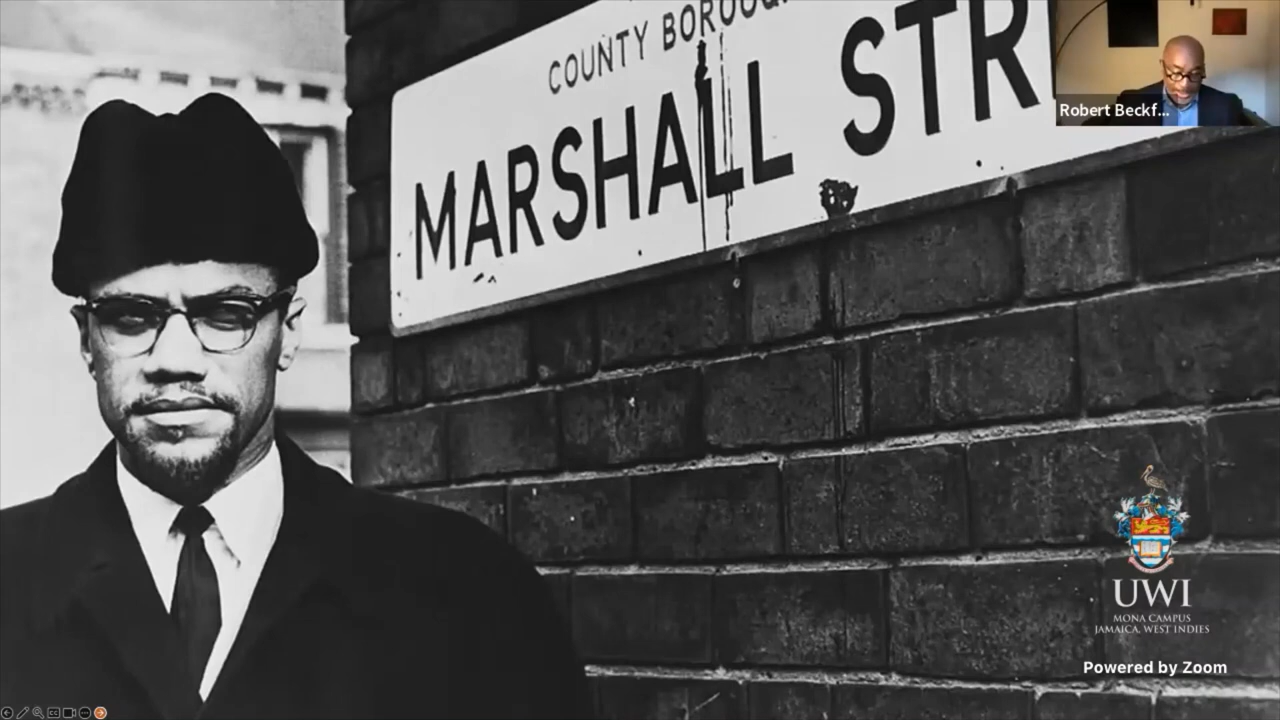 COUNTY BOROUG
MARSHALL STR
Robert Beckf...
UWI
MONA CAMPUS
JAMAICA, WEST INDIES
Powered by Zoom